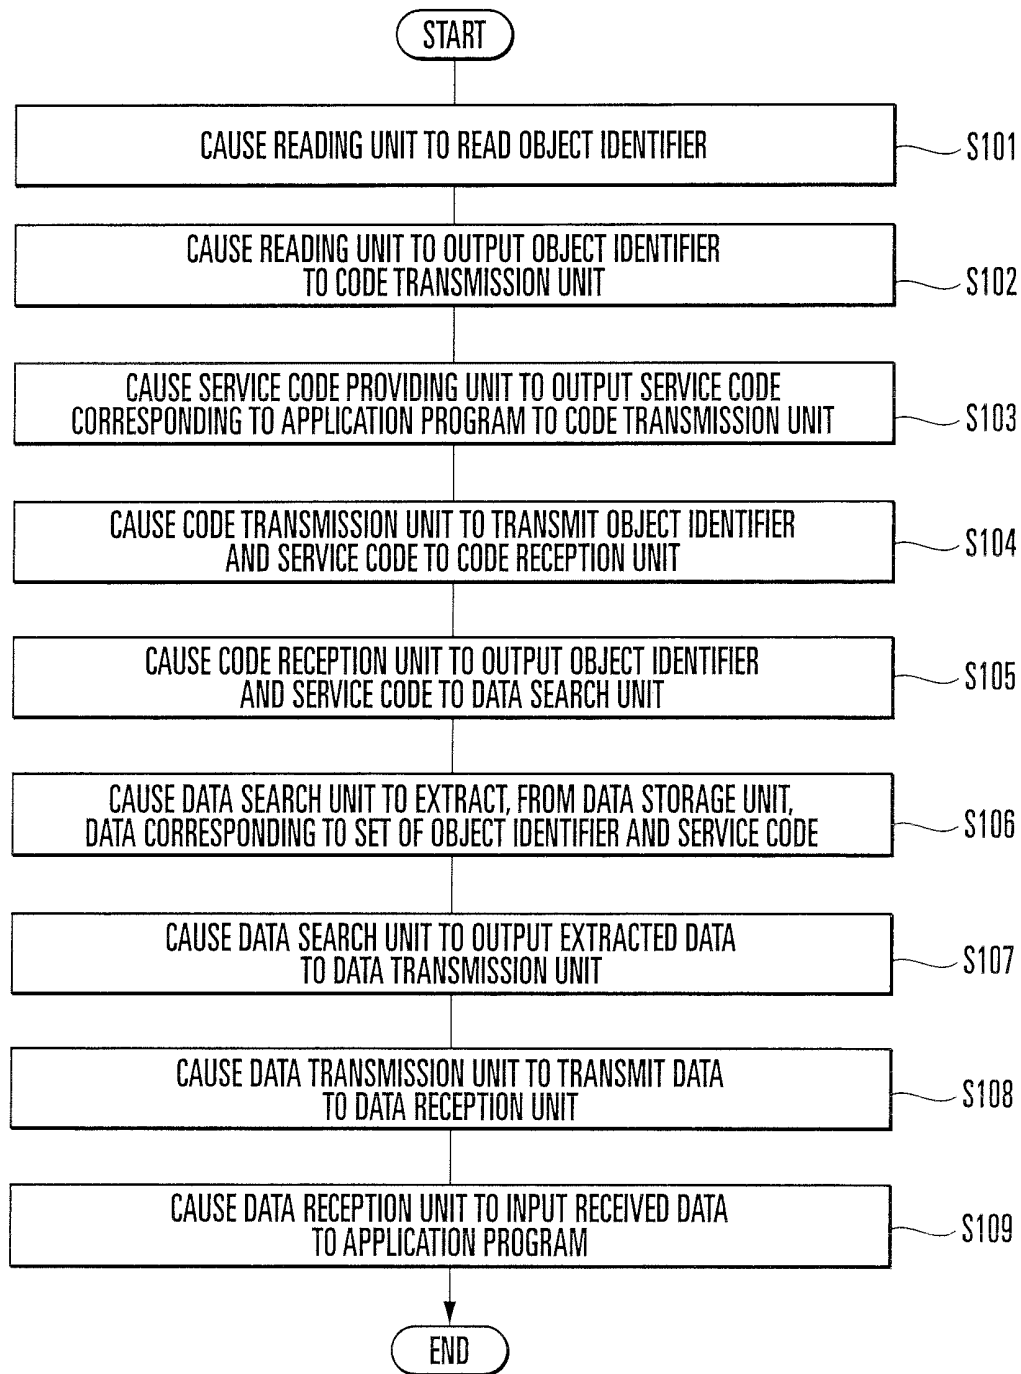 START
CAUSE READING UNIT TO READ OBJECT IDENTIFIER
S101
CAUSE READING UNIT TO OUTPUT OBJECT IDENTIFIER
TO CODE TRANSMISSION UNIT
S102
CAUSE SERVICE CODE PROVIDING UNIT TO OUTPUT SERVICE CODE
CORRESPONDING TO APPLICATION PROGRAM TO CODE TRANSMISSION UNIT
S103
CAUSE CODE TRANSMISSION UNIT TO TRANSMIT OBJECT IDENTIFIER
AND SERVICE CODE TO CODE RECEPTION UNIT
S104
CAUSE CODE RECEPTION UNIT TO OUTPUT OBJECT IDENTIFIER
AND SERVICE CODE TO DATA SEARCH UNIT
S105
CAUSE DATA SEARCH UNIT TO EXTRACT, FROM DATA STORAGE UNIT,
DATA CORRESPONDING TO SET OF OBJECT IDENTIFIER AND SERVICE CODE
S106
CAUSE DATA SEARCH UNIT TO OUTPUT EXTRACTED DATA
TO DATA TRANSMISSION UNIT
S107
CAUSE DATA TRANSMISSION UNIT TO TRANSMIT DATA
TO DATA RECEPTION UNIT
S108
CAUSE DATA RECEPTION UNIT TO INPUT RECEIVED DATA
TO APPLICATION PROGRAM
S109
END